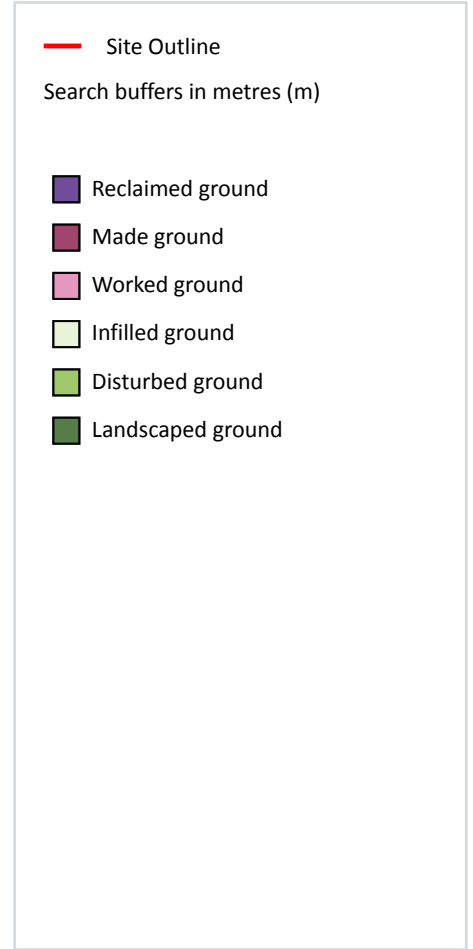 Site Outline
Search buffers in metres (m)
Reclaimed ground
Made ground
Worked ground
Infilled ground
Disturbed ground
Landscaped ground